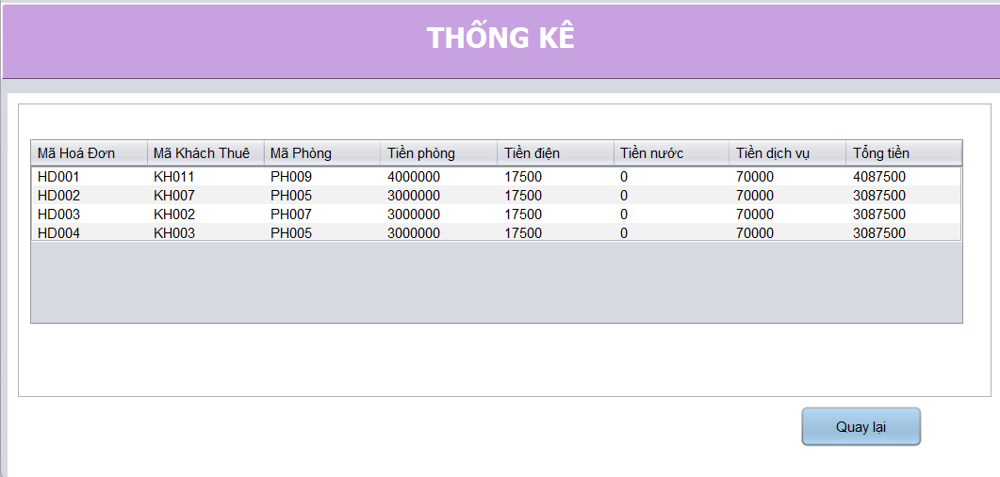 THỐNG KÊ
Mã Hoá Đơn Mã Khách Thuê Mã Phòng Tiền phòng Tiền điện Tiền nước Tiền dịch vụ Tổng tiền
HD001 KH011 PH009 4000000 17500 0 70000 4087500
HD002 KH007 PH005 3000000 17500 0 70000 3087500
HD003 KH002 PH007 3000000 17500 0 70000 3087500
HD004 KH003 PH005 3000000 17500 0 70000 3087500
Quay lại